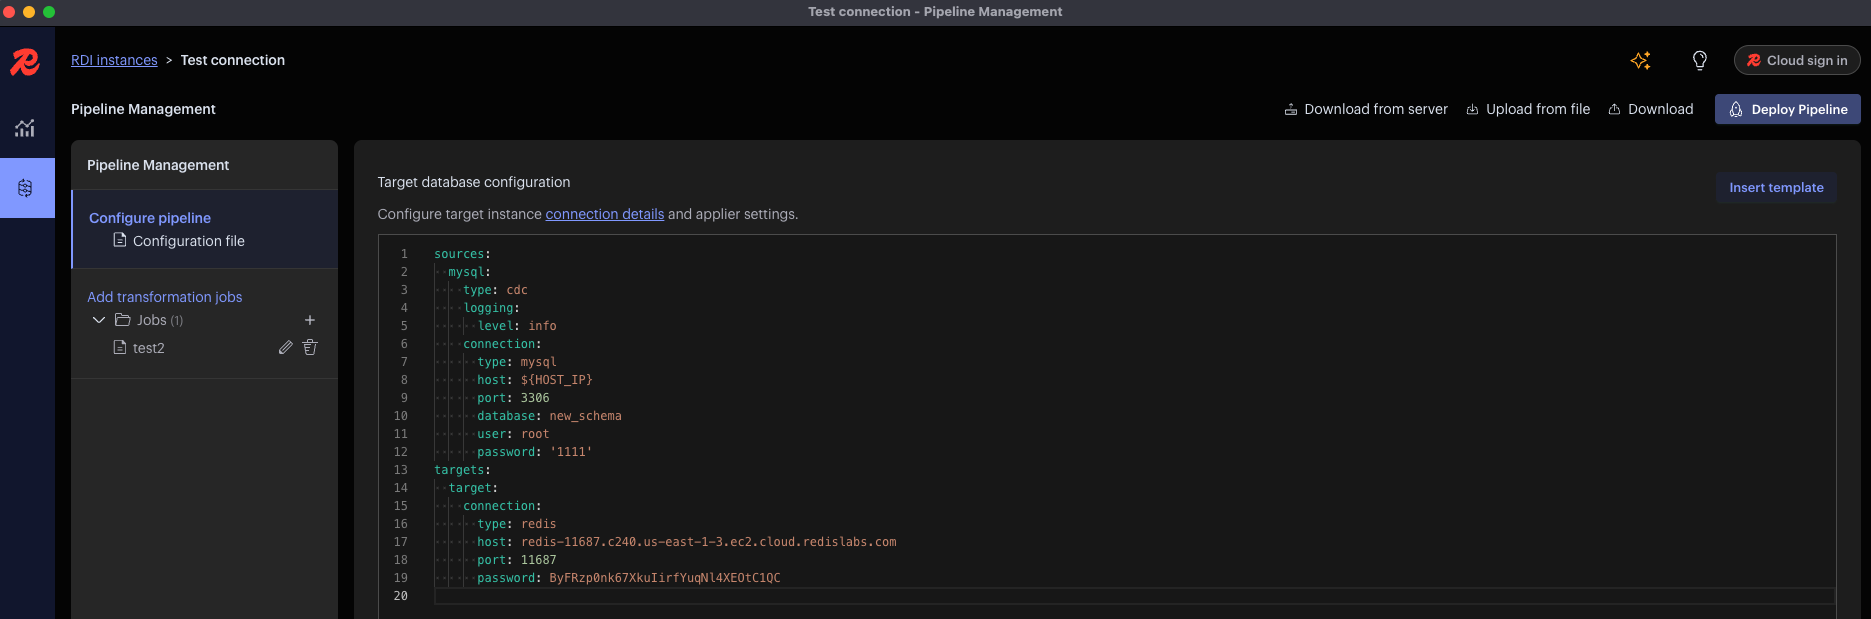 Test connection - Pipeline Management
RDI instances > Test connection
Cloud sign in
Pipeline Management
Download from server
Upload from file
Download
Deploy Pipeline
Pipeline Management
Configure pipeline
Configuration file
Add transformation jobs
Jobs (1)
test2
Target database configuration
Insert template
Configure target instance connection details and applier settings.
1 sources:
2 mysql:
3 type: cdc
4 logging:
5 level: info
6 connection:
7 type: mysql
8 host: ${HOST_IP}
9 port: 3306
10 database: new_schema
11 user: root
12 password: '1111'
13 targets:
14 target:
15 connection:
16 type: redis
17 host: redis-11687.c240.us-east-1-3.ec2.cloud.redislabs.com
18 port: 11687
19 password: ByFRzp0nk67XkuIirfYuqNl4XEOtC1QC
20